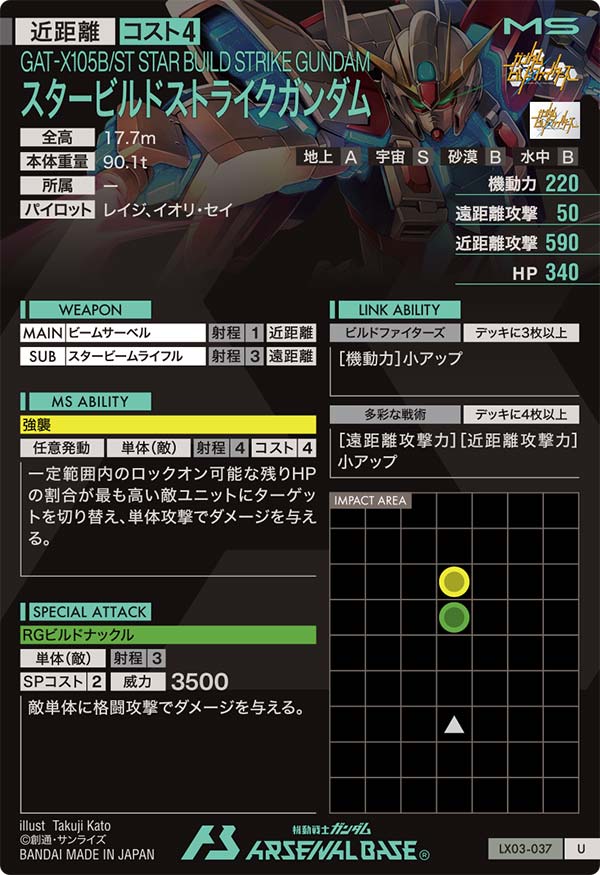 近距離 コスト4 MS
GAT-X105B/ST STAR BUILD STRIKE GUNDAM
スタービルドストライクガンダム
ガンダムビルドファイターズ
全高 17.7m
本体重量 90.1t
所属 ー
パイロット レイジ、イオリ・セイ
地上 A 宇宙 S 砂漠 B 水中 B
機動力 220
遠距離攻撃 50
近距離攻撃 590
HP 340
WEAPON
MAIN ビームサーベル 射程 1 近距離
SUB スタービームライフル 射程 3 遠距離
MS ABILITY
強襲
任意発動 単体(敵) 射程 4 コスト 4
一定範囲内のロックオン可能な残りHP
の割合が最も高い敵ユニットにターゲッ
トを切り替え、単体攻撃でダメージを与え
る。
SPECIAL ATTACK
RGビルドナックル
単体(敵) 射程 3
SPコスト 2 威力 3500
敵単体に格闘攻撃でダメージを与える。
LINK ABILITY
ビルドファイターズ デッキに3枚以上
[機動力]小アップ
多彩な戦術 デッキに4枚以上
[遠距離攻撃力][近距離攻撃力]
小アップ
IMPACT AREA
illust Takuji Kato
©創通・サンライズ
BANDAI MADE IN JAPAN
機動戦士ガンダム
AB ARSENAL BASE®
LX03-037 U